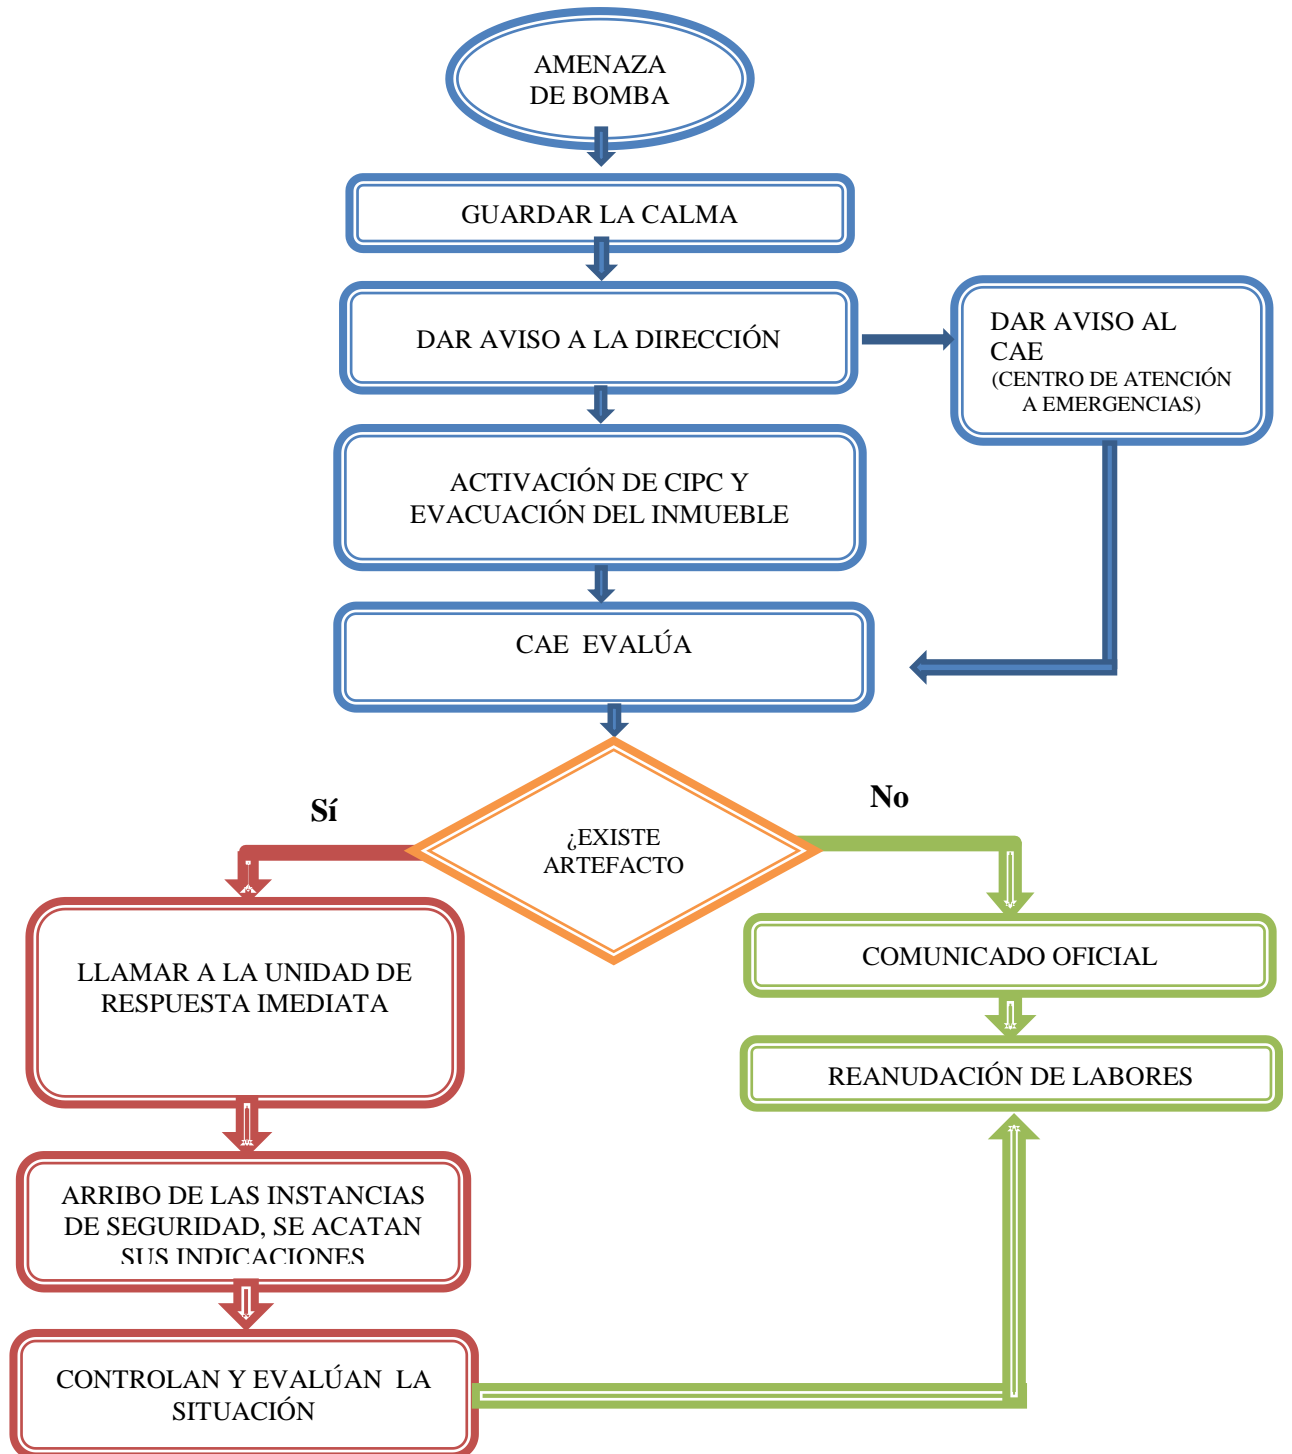 AMENAZA
DE BOMBA
GUARDAR LA CALMA
DAR AVISO A LA DIRECCIÓN
DAR AVISO AL
CAE
(CENTRO DE ATENCIÓN
A EMERGENCIAS)
ACTIVACIÓN DE CIPC Y
EVACUACIÓN DEL INMUEBLE
CAE  EVALÚA
Sí
No
¿EXISTE
ARTEFACTO
LLAMAR A LA UNIDAD DE
RESPUESTA IMEDIATA
COMUNICADO OFICIAL
REANUDACIÓN DE LABORES
ARRIBO DE LAS INSTANCIAS
DE SEGURIDAD, SE ACATAN
SUS INDICACIONES
CONTROLAN Y EVALÚAN  LA
SITUACIÓN